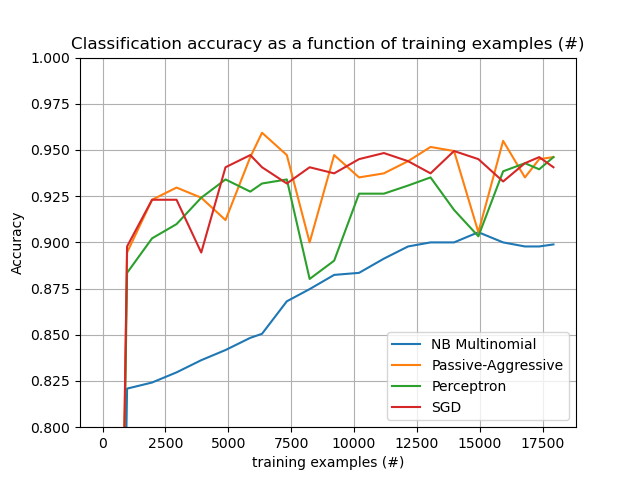 Classification accuracy as a function of training examples (#)
1.000
0.975
0.950
0.925
0.900
0.875
0.850
0.825
0.800
Accuracy
NB Multinomial
Passive-Aggressive
Perceptron
SGD
0 2500 5000 7500 10000 12500 15000 17500
training examples (#)